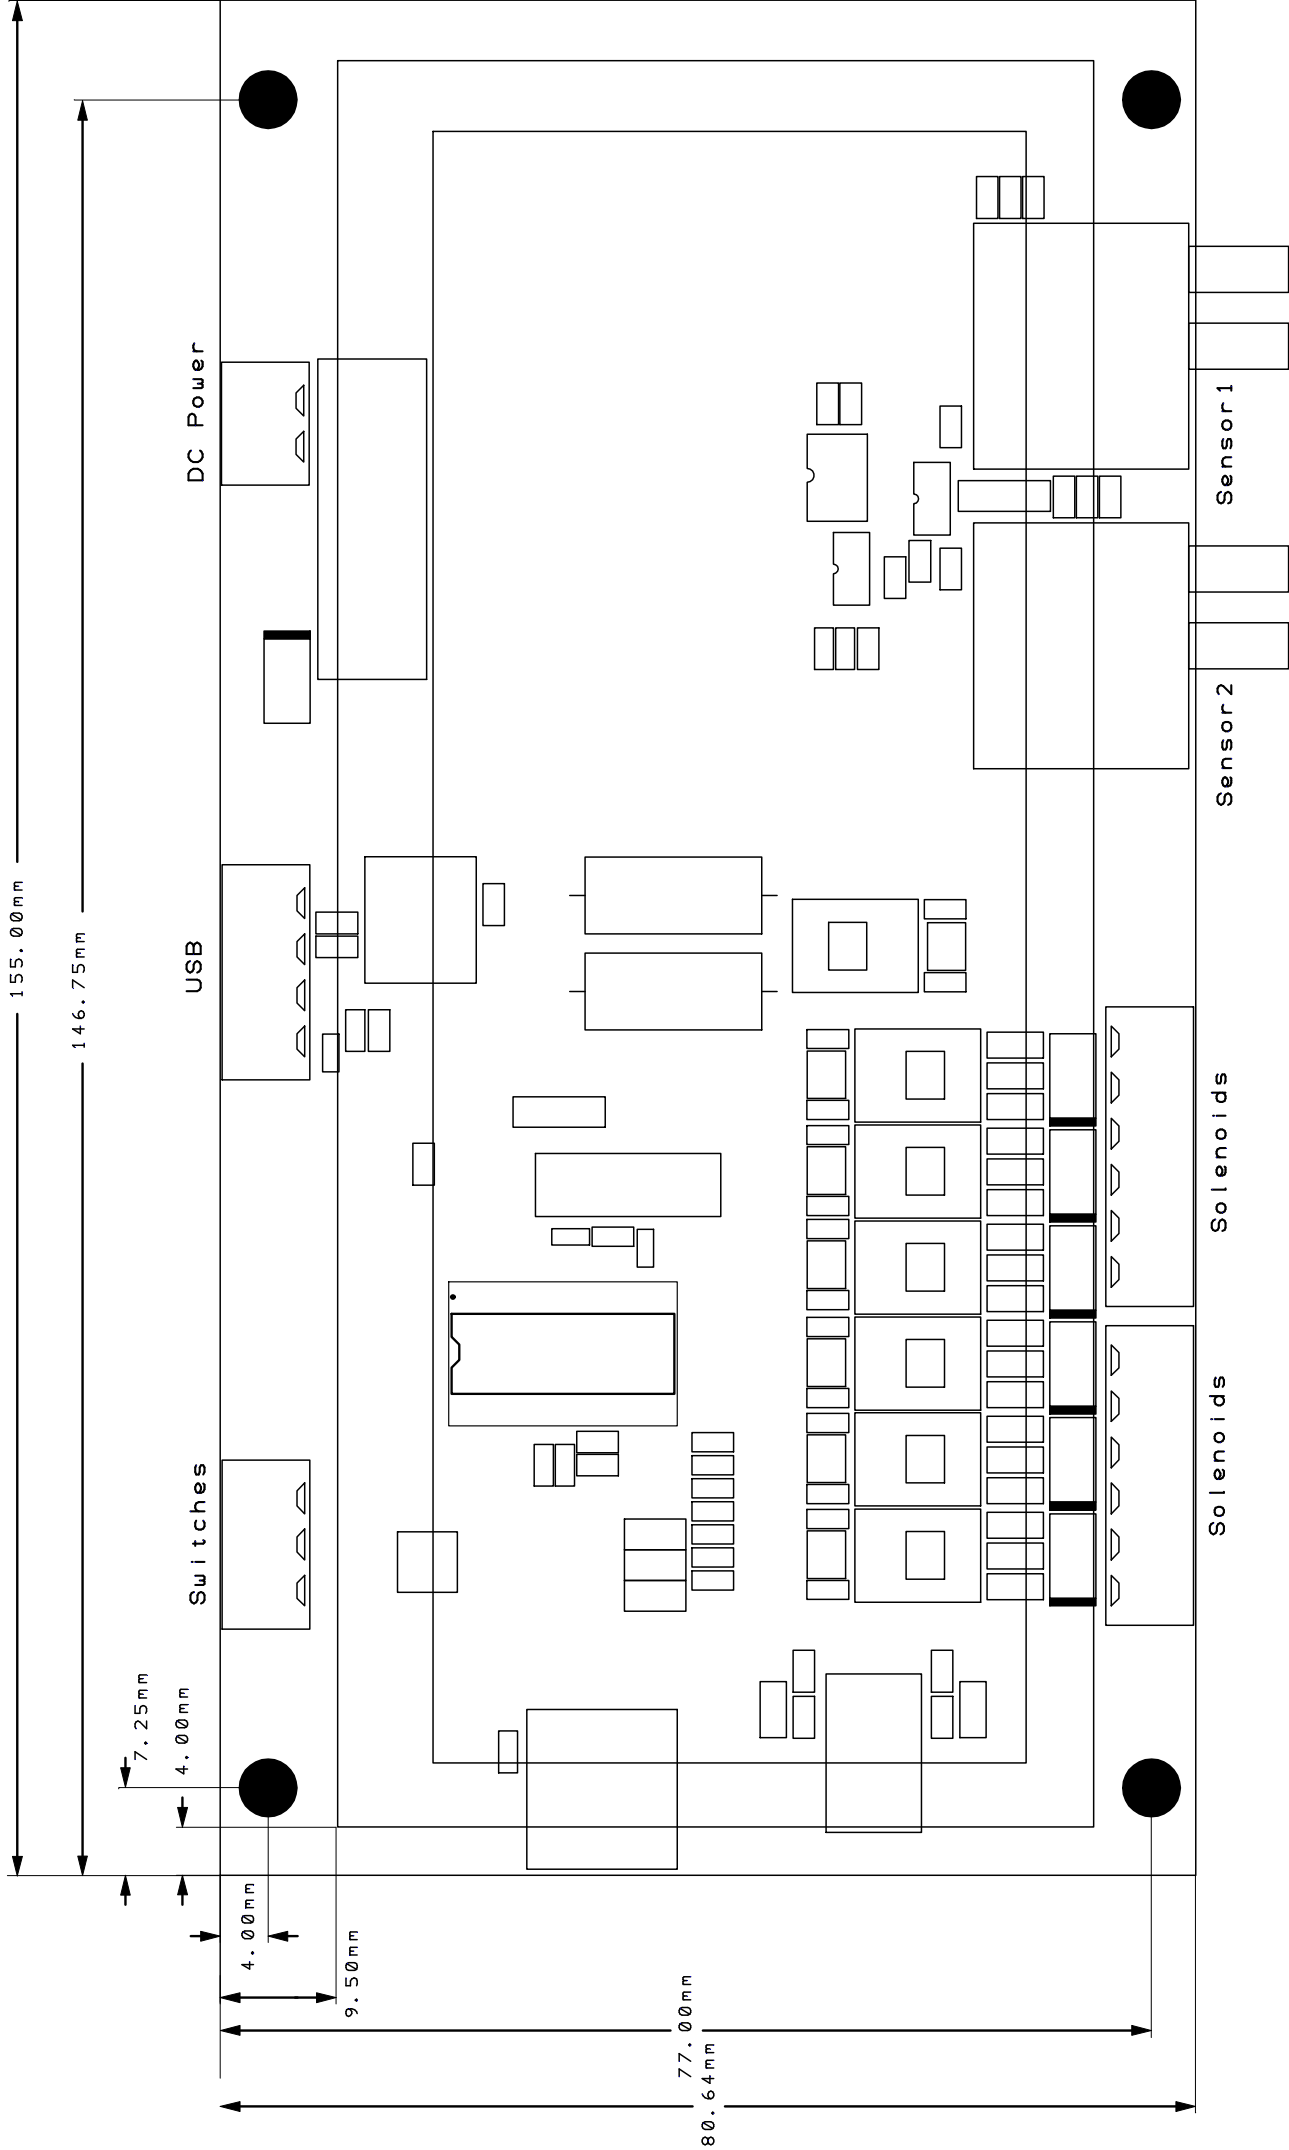 DC Power
USB
Switches
Sensor1
Sensor2
Solenoids
Solenoids
155.00mm
146.75mm
7.25mm
4.00mm
4.00mm
9.50mm
77.00mm
80.64mm